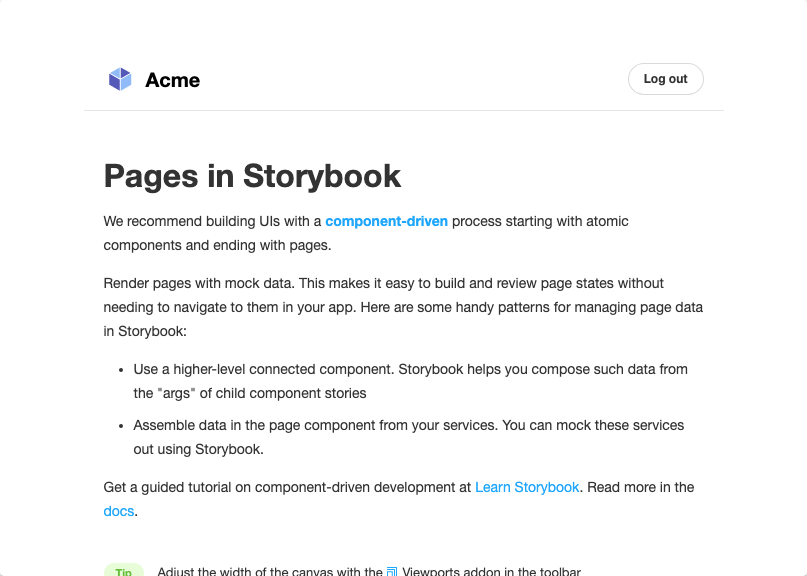 Acme
Log out
Pages in Storybook
We recommend building UIs with a component-driven process starting with atomic
components and ending with pages.
Render pages with mock data. This makes it easy to build and review page states without
needing to navigate to them in your app. Here are some handy patterns for managing page data
in Storybook:
• Use a higher-level connected component. Storybook helps you compose such data from
the "args" of child component stories
• Assemble data in the page component from your services. You can mock these services
out using Storybook.
Get a guided tutorial on component-driven development at Learn Storybook. Read more in the
docs.
Tip Adjust the width of the canvas with the Viewports addon in the toolbar